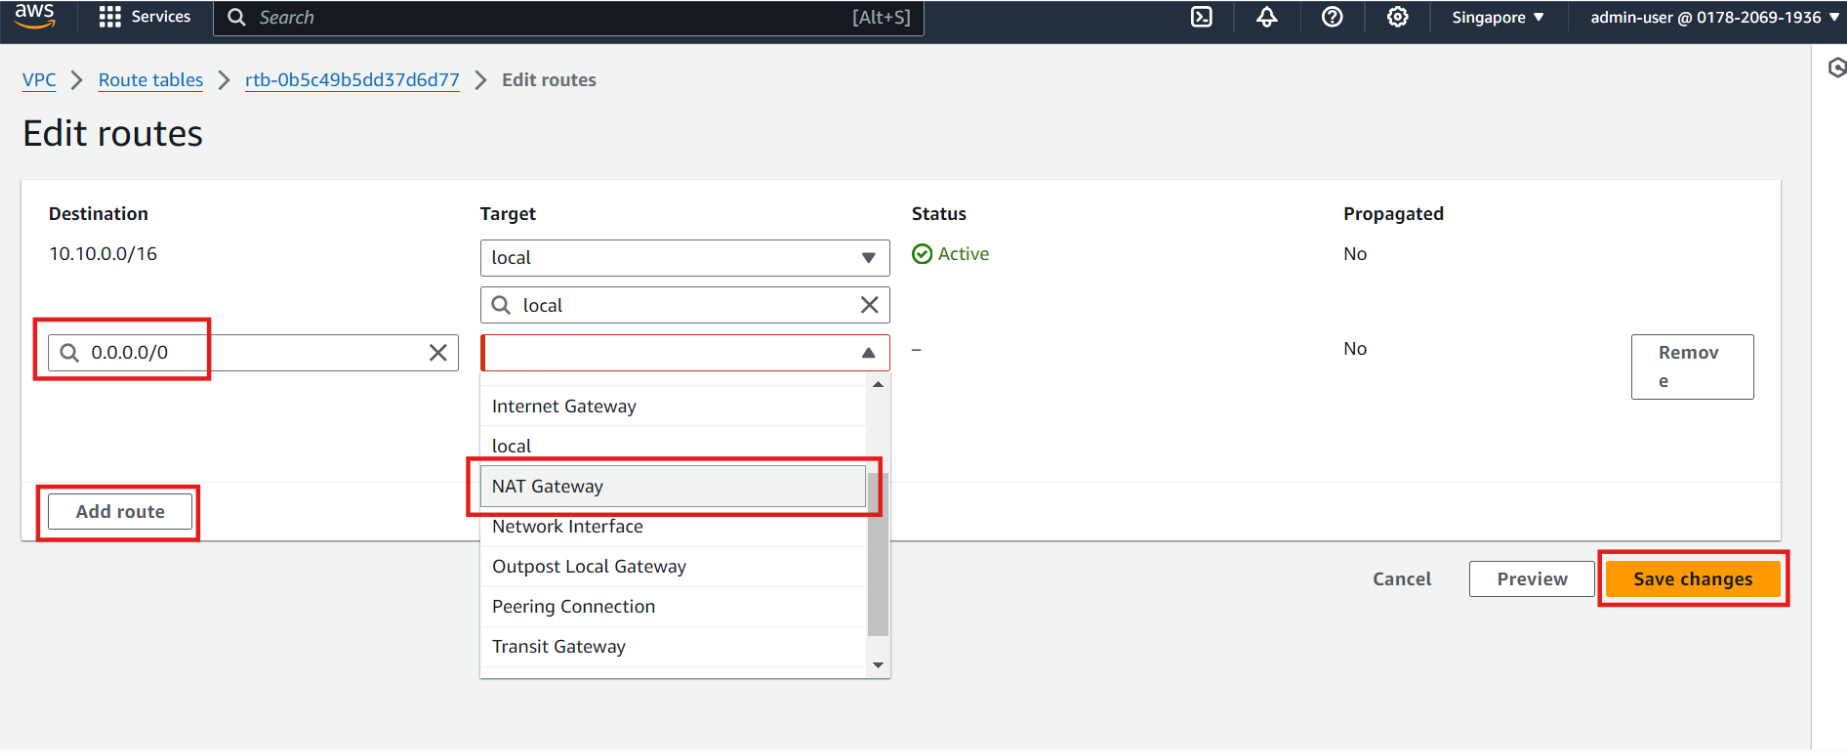 aws Services Search [Alt+S] Singapore admin-user @ 0178-2069-1936
VPC Route tables rtb-0b5c49b5dd37d6d77 Edit routes
Edit routes
Destination Target Status Propagated
10.10.0.0/16 local Active No
local
0.0.0.0/0 – No Remov
e
Internet Gateway
local
NAT Gateway
Add route
Network Interface
Outpost Local Gateway
Cancel Preview Save changes
Peering Connection
Transit Gateway